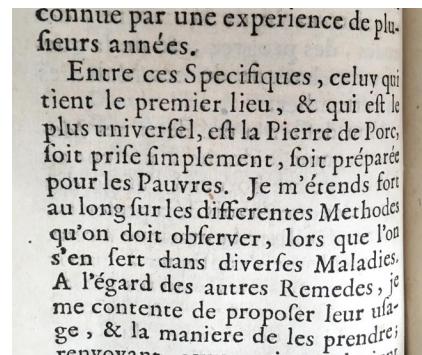 connuë par une experience de plu-
ſieurs années.
Entre ces Specifiques, celuy qui
tient le premier lieu, & qui eſt le
plus univerſel, eſt la Pierre de Porc,
ſoit priſe ſimplement, ſoit préparée
pour les Pauvres. Je m'étends fort
au long ſur les differentes Methodes
qu'on doit obſerver, lors que l'on
s'en ſert dans diverſes Maladies.
A l'égard des autres Remedes, je
me contente de propoſer leur uſa-
ge, & la maniere de les prendre;
renvoyant